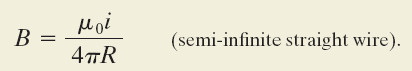 B = μ₀i / 4πR (semi-infinite straight wire).